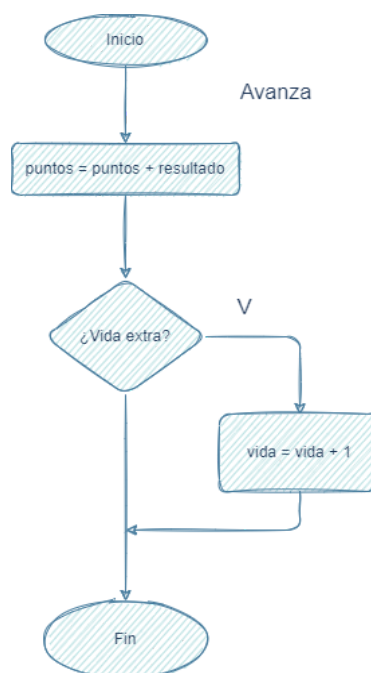 Inicio
Avanza
puntos = puntos + resultado
¿Vida extra?
V
vida = vida + 1
Fin